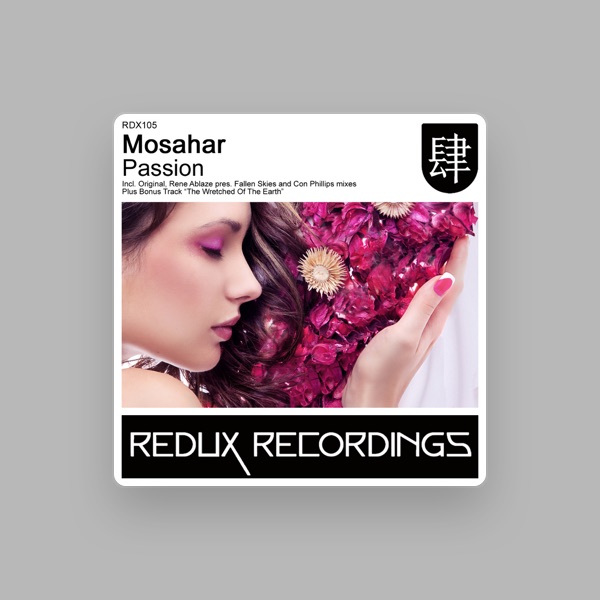 RDX105
Mosahar
Passion
Incl. Original, Rene Ablaze pres. Fallen Skies and Con Phillips mixes
Plus Bonus Track "The Wretched Of The Earth"
肆
REDUX RECORDINGS